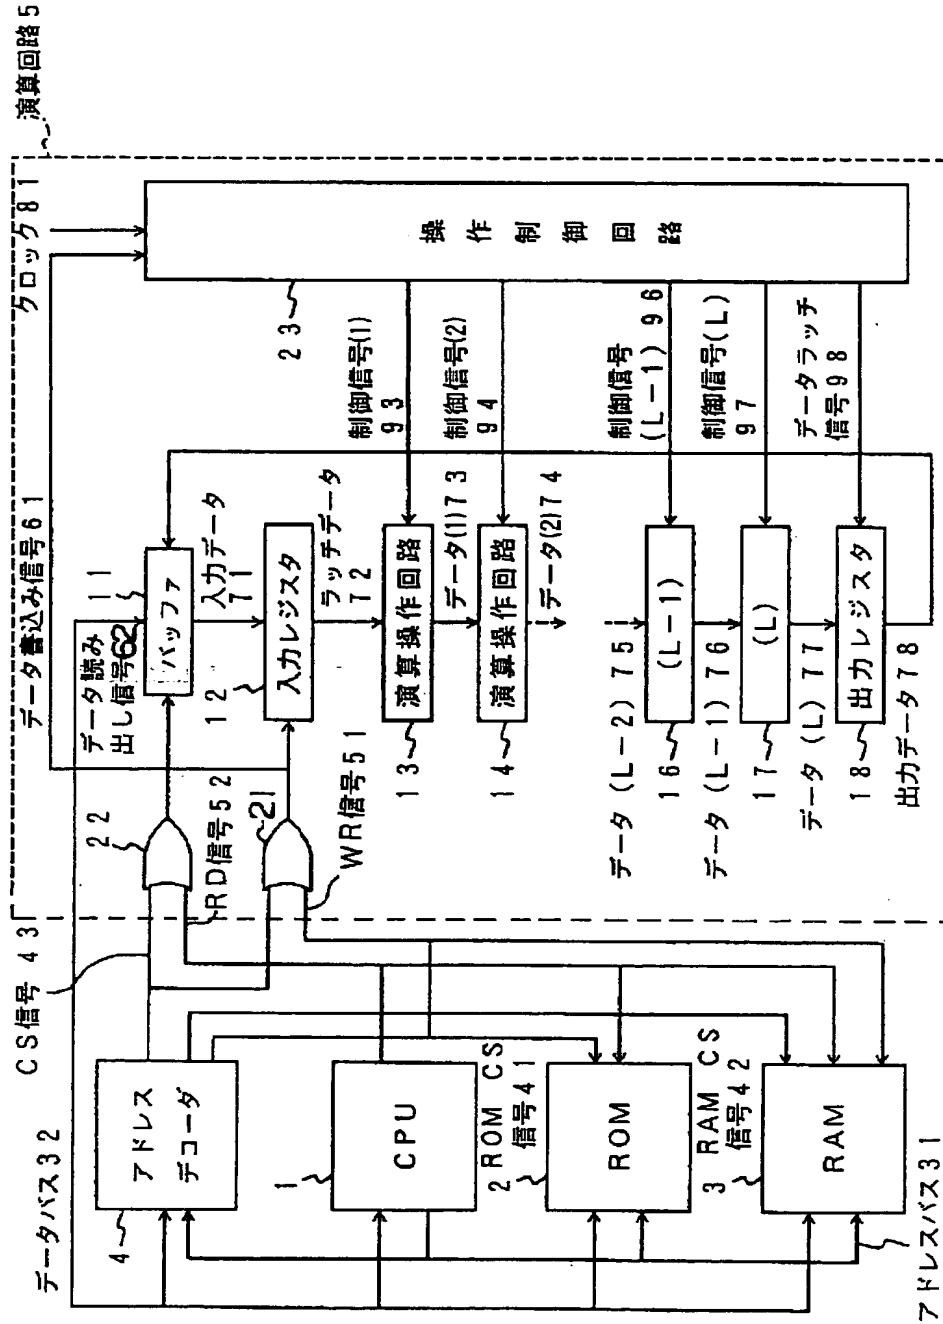 演算回路5
クロック81
データ書込み信号61
操作制御回路
23
制御信号(1)
93
制御信号(2)
94
制御信号
(L-1)96
制御信号(L)
97
データラッチ
信号98
データ読み
出し信号62
11
バッファ
入力データ
71
12
入力レジスタ
ラッチデータ
72
演算操作回路
13
データ(1)73
演算操作回路
14
データ(2)74
データ(L-2)75
(L-1)
16
データ(L-1)76
(L)
17
データ(L)77
出力レジスタ
18
出力データ78
22
RD信号52
21
WR信号51
CS信号 43
データバス32
アドレス
デコーダ
4
CPU
1
ROM CS
信号41
ROM
2
RAM CS
信号42
RAM
3
アドレスバス31